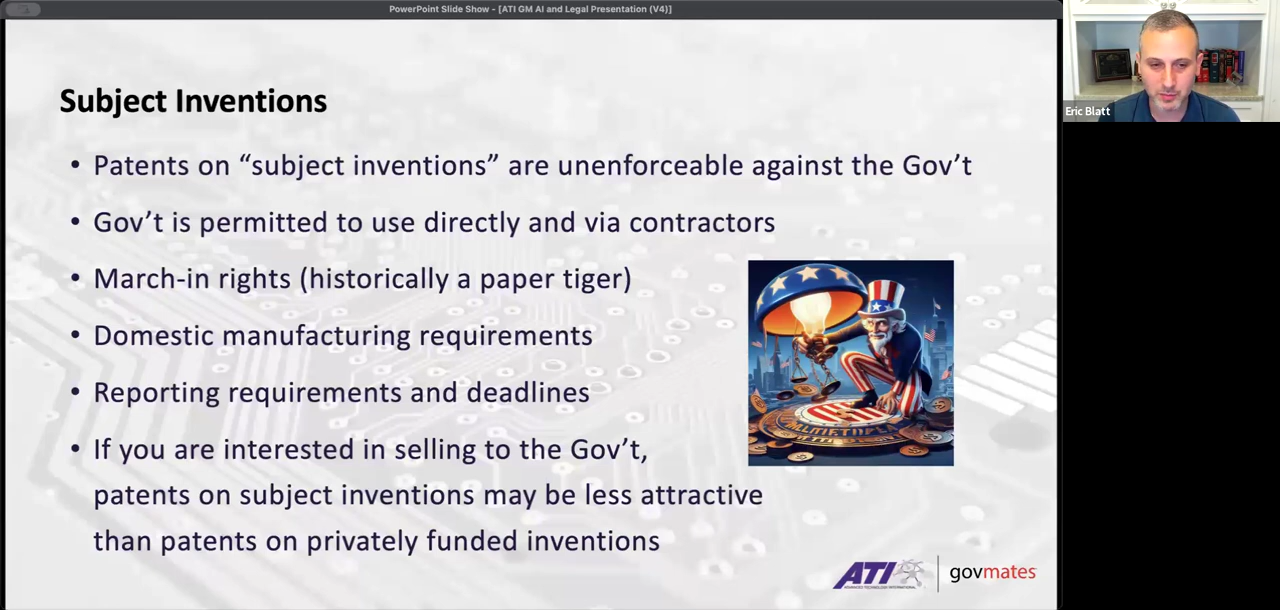 PowerPoint Slide Show - [ATI GM AI and Legal Presentation (V4)]
Eric Blatt
Subject Inventions
• Patents on “subject inventions” are unenforceable against the Gov’t
• Gov’t is permitted to use directly and via contractors
• March-in rights (historically a paper tiger)
• Domestic manufacturing requirements
• Reporting requirements and deadlines
• If you are interested in selling to the Gov’t,
patents on subject inventions may be less attractive
than patents on privately funded inventions
ATI
ADVANCED TECHNOLOGY INTERNATIONAL
govmates